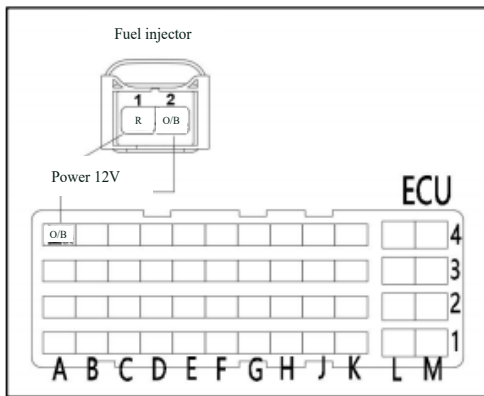 Fuel injector
1 2
R O/B
Power 12V
ECU
O/B 4
3
2
1
A B C D E F G H J K L M